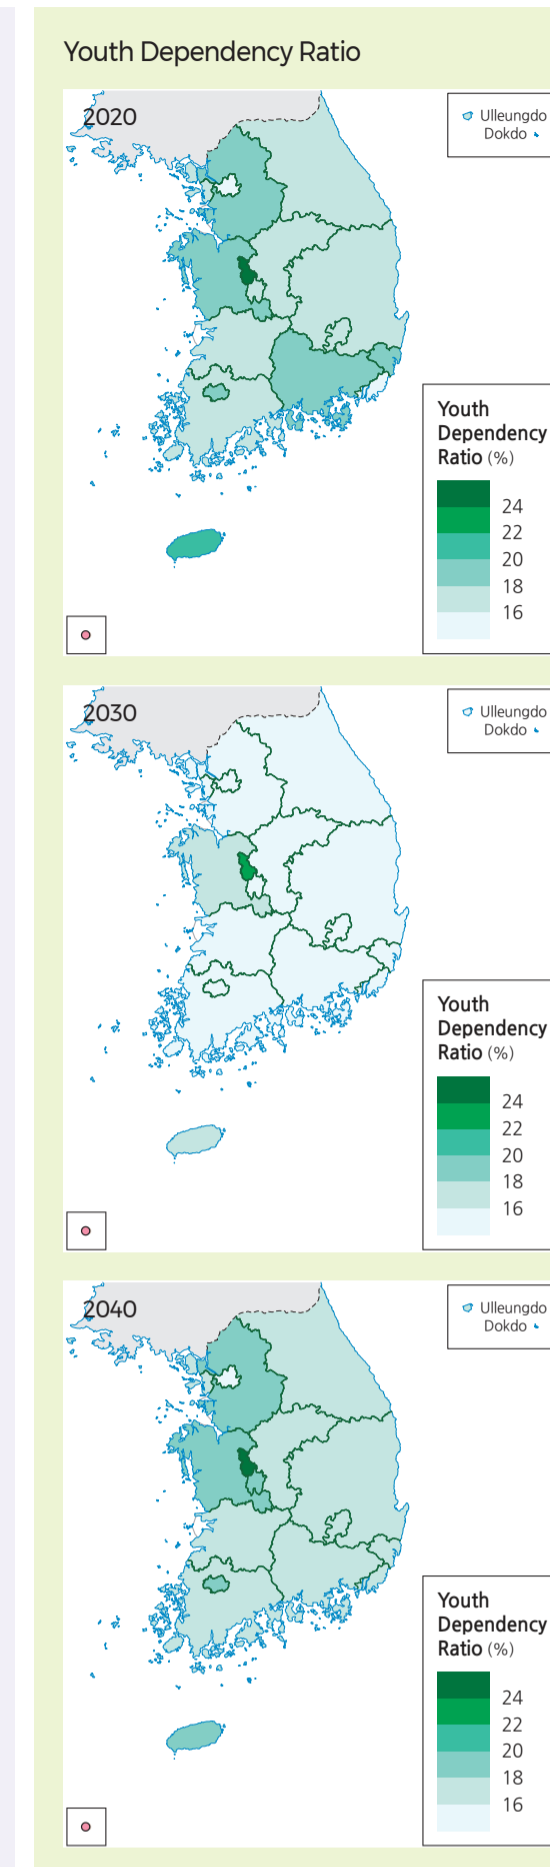 Youth Dependency Ratio
2020
Ulleungdo
Dokdo
Youth
Dependency
Ratio (%)
24
22
20
18
16
2030
Ulleungdo
Dokdo
Youth
Dependency
Ratio (%)
24
22
20
18
16
2040
Ulleungdo
Dokdo
Youth
Dependency
Ratio (%)
24
22
20
18
16